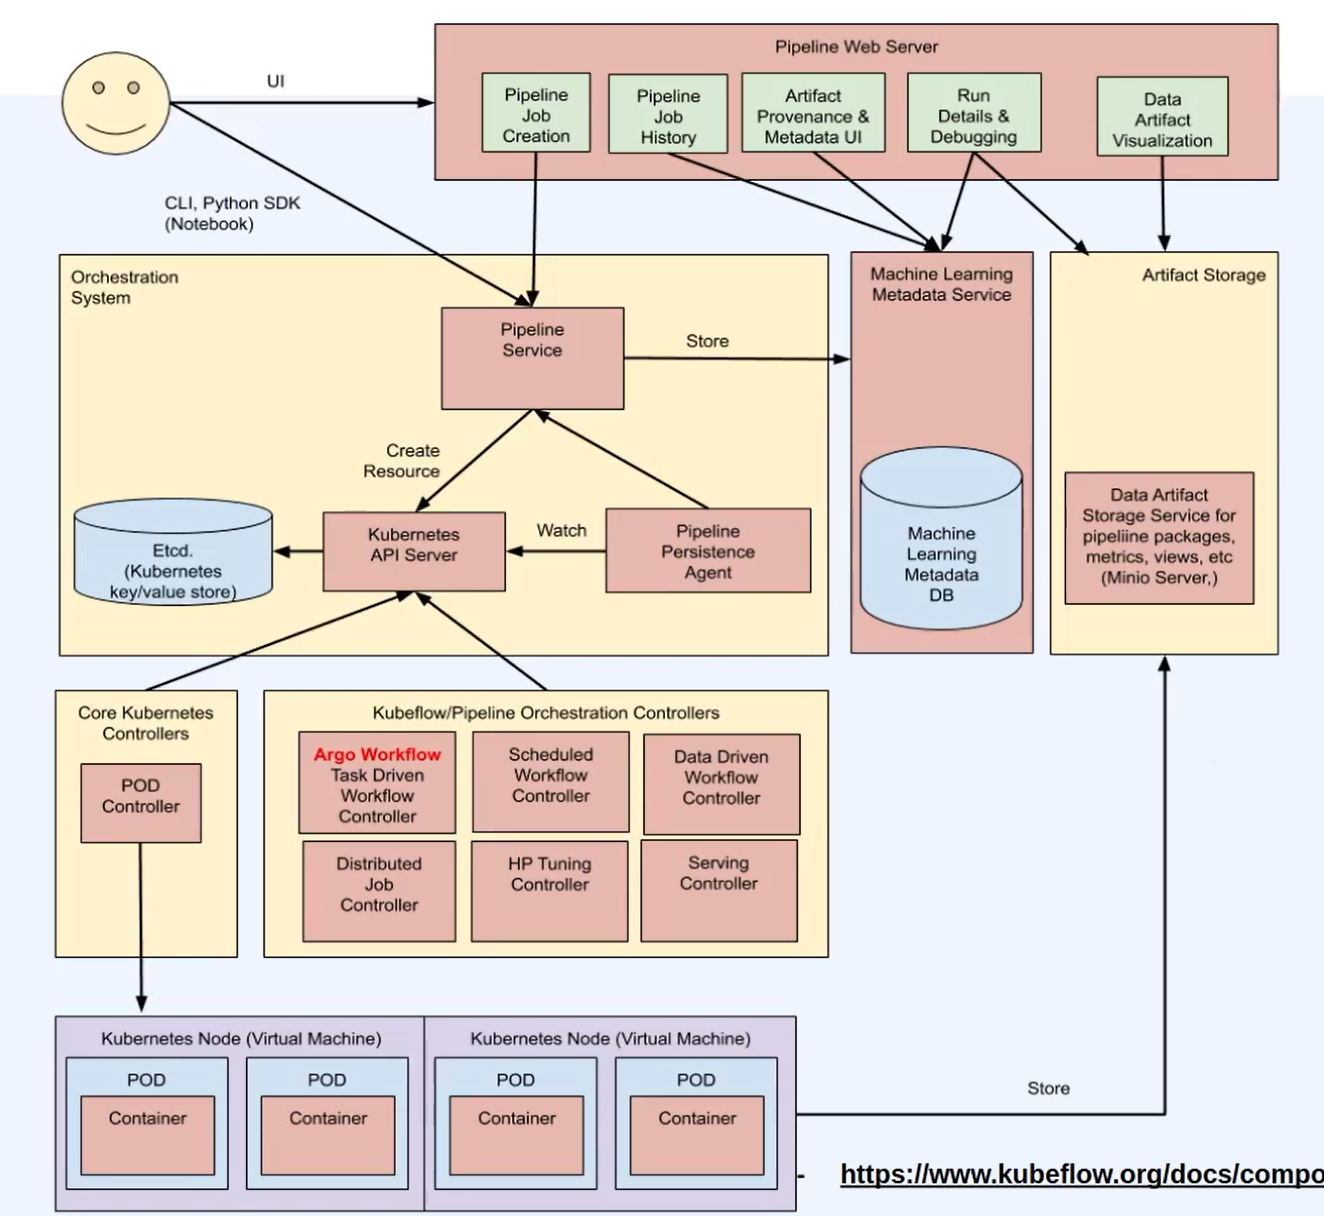 UI
CLI, Python SDK
(Notebook)
Pipeline Web Server
Pipeline
Job
Creation
Pipeline
Job
History
Artifact
Provenance &
Metadata UI
Run
Details &
Debugging
Data
Artifact
Visualization
Orchestration
System
Pipeline
Service
Store
Create
Resource
Etcd.
(Kubernetes
key/value store)
Kubernetes
API Server
Watch
Pipeline
Persistence
Agent
Machine Learning
Metadata Service
Machine
Learning
Metadata
DB
Artifact Storage
Data Artifact
Storage Service for
pipeliine packages,
metrics, views, etc
(Minio Server,)
Core Kubernetes
Controllers
POD
Controller
Kubeflow/Pipeline Orchestration Controllers
Argo Workflow
Task Driven
Workflow
Controller
Scheduled
Workflow
Controller
Data Driven
Workflow
Controller
Distributed
Job
Controller
HP Tuning
Controller
Serving
Controller
Kubernetes Node (Virtual Machine)
POD
Container
POD
Container
Kubernetes Node (Virtual Machine)
POD
Container
POD
Container
Store
- https://www.kubeflow.org/docs/compo